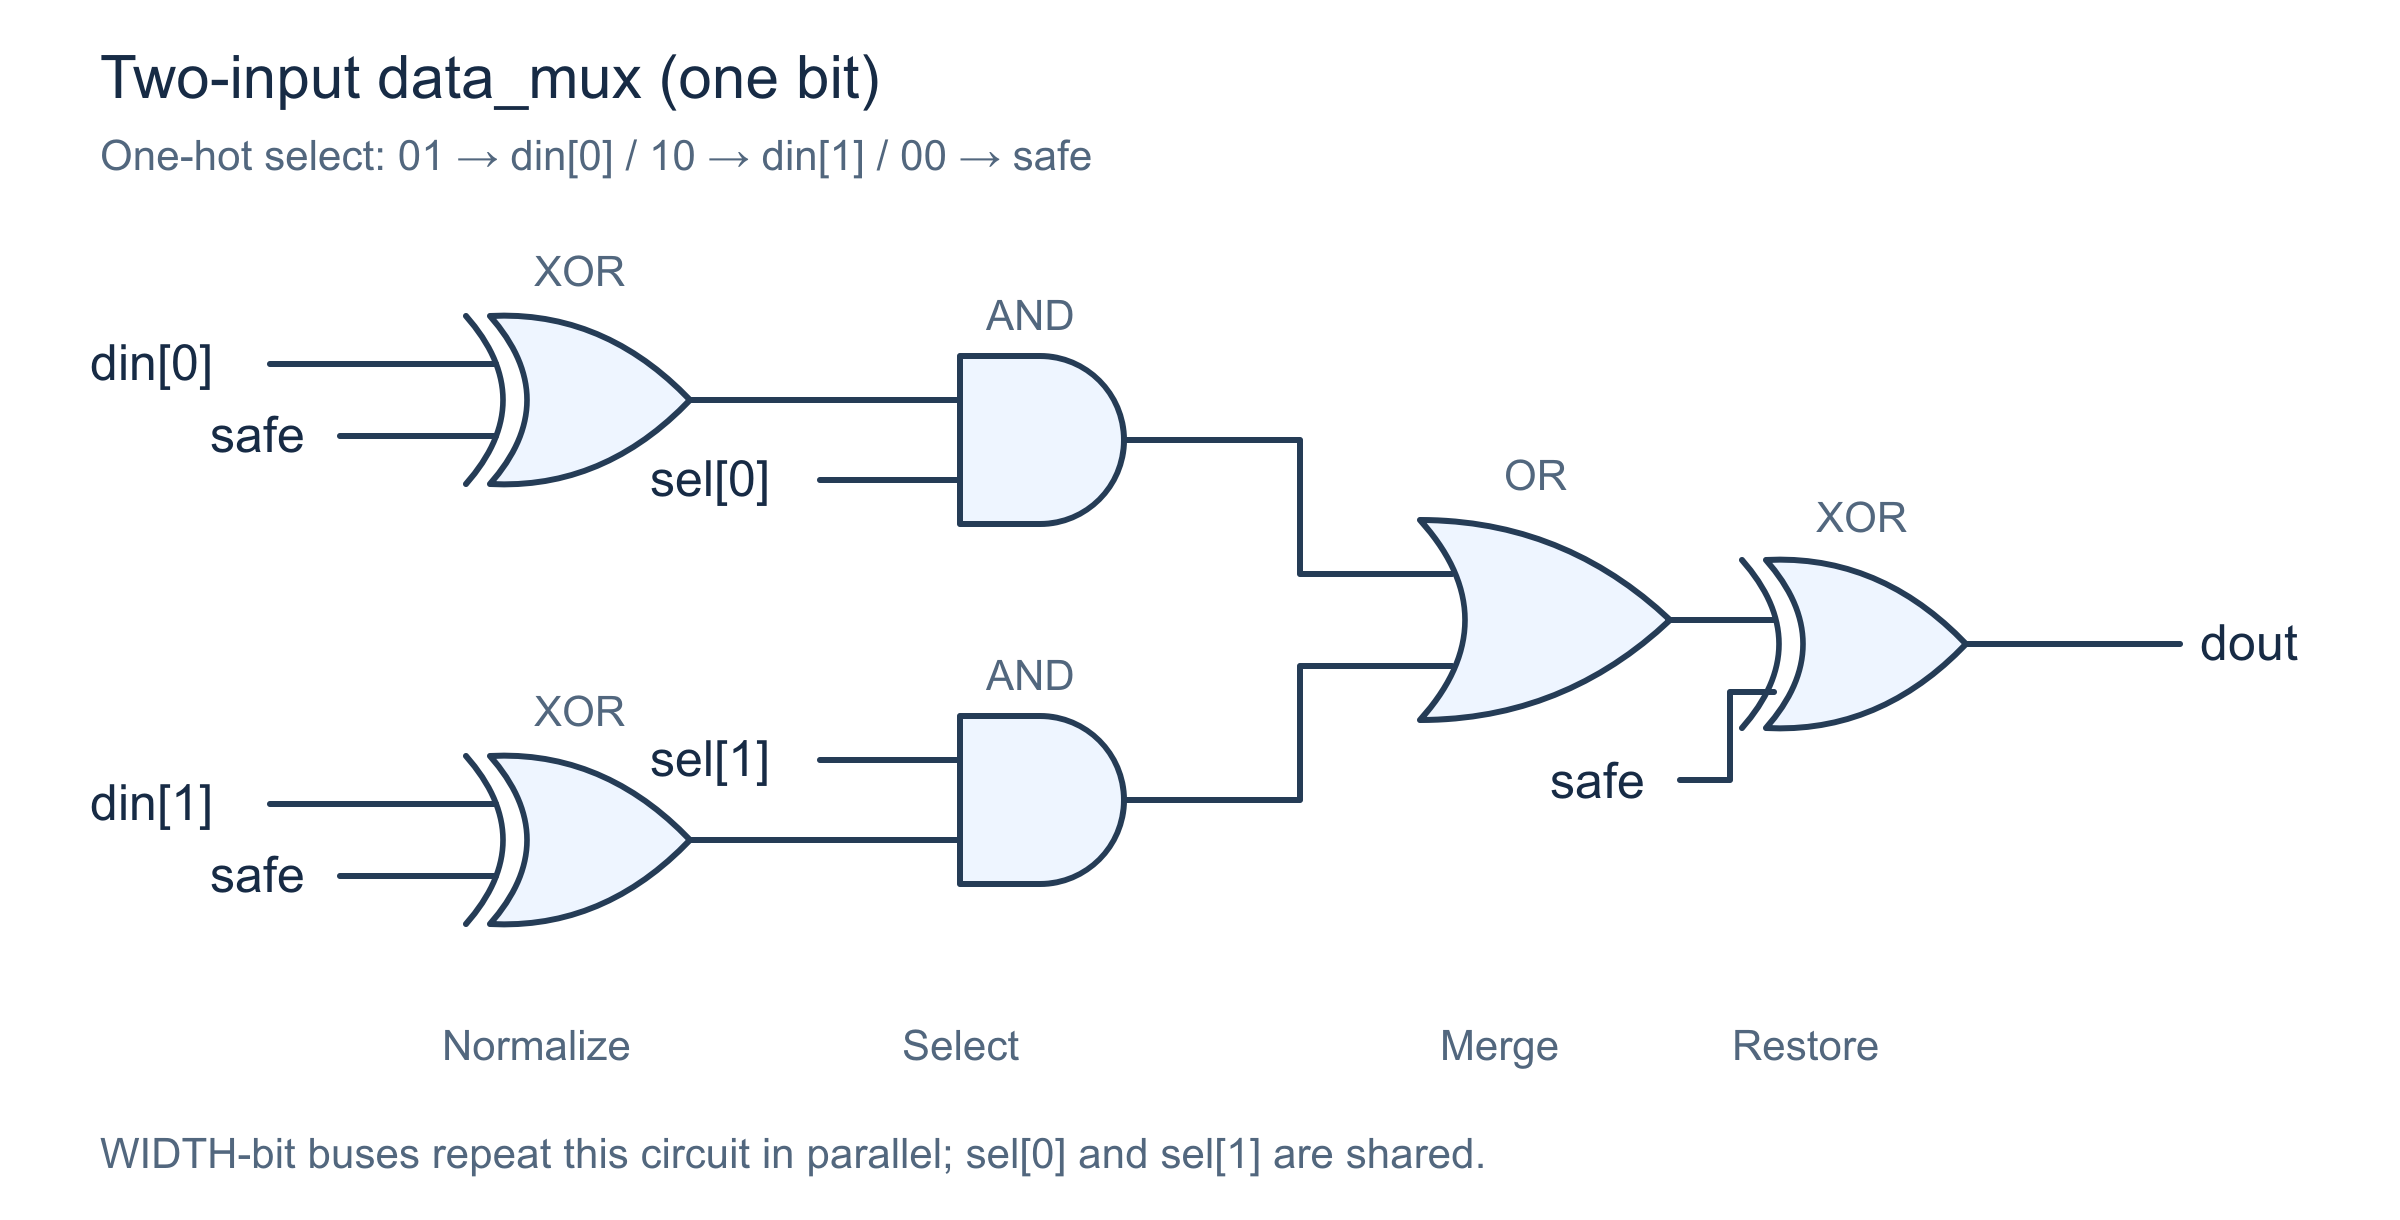 Two-input data_mux (one bit)
One-hot select: 01 → din[0] / 10 → din[1] / 00 → safe
XOR
AND
din[0]
safe
sel[0]
OR
XOR
dout
AND
XOR
sel[1]
din[1]
safe
safe
Normalize
Select
Merge
Restore
WIDTH-bit buses repeat this circuit in parallel; sel[0] and sel[1] are shared.